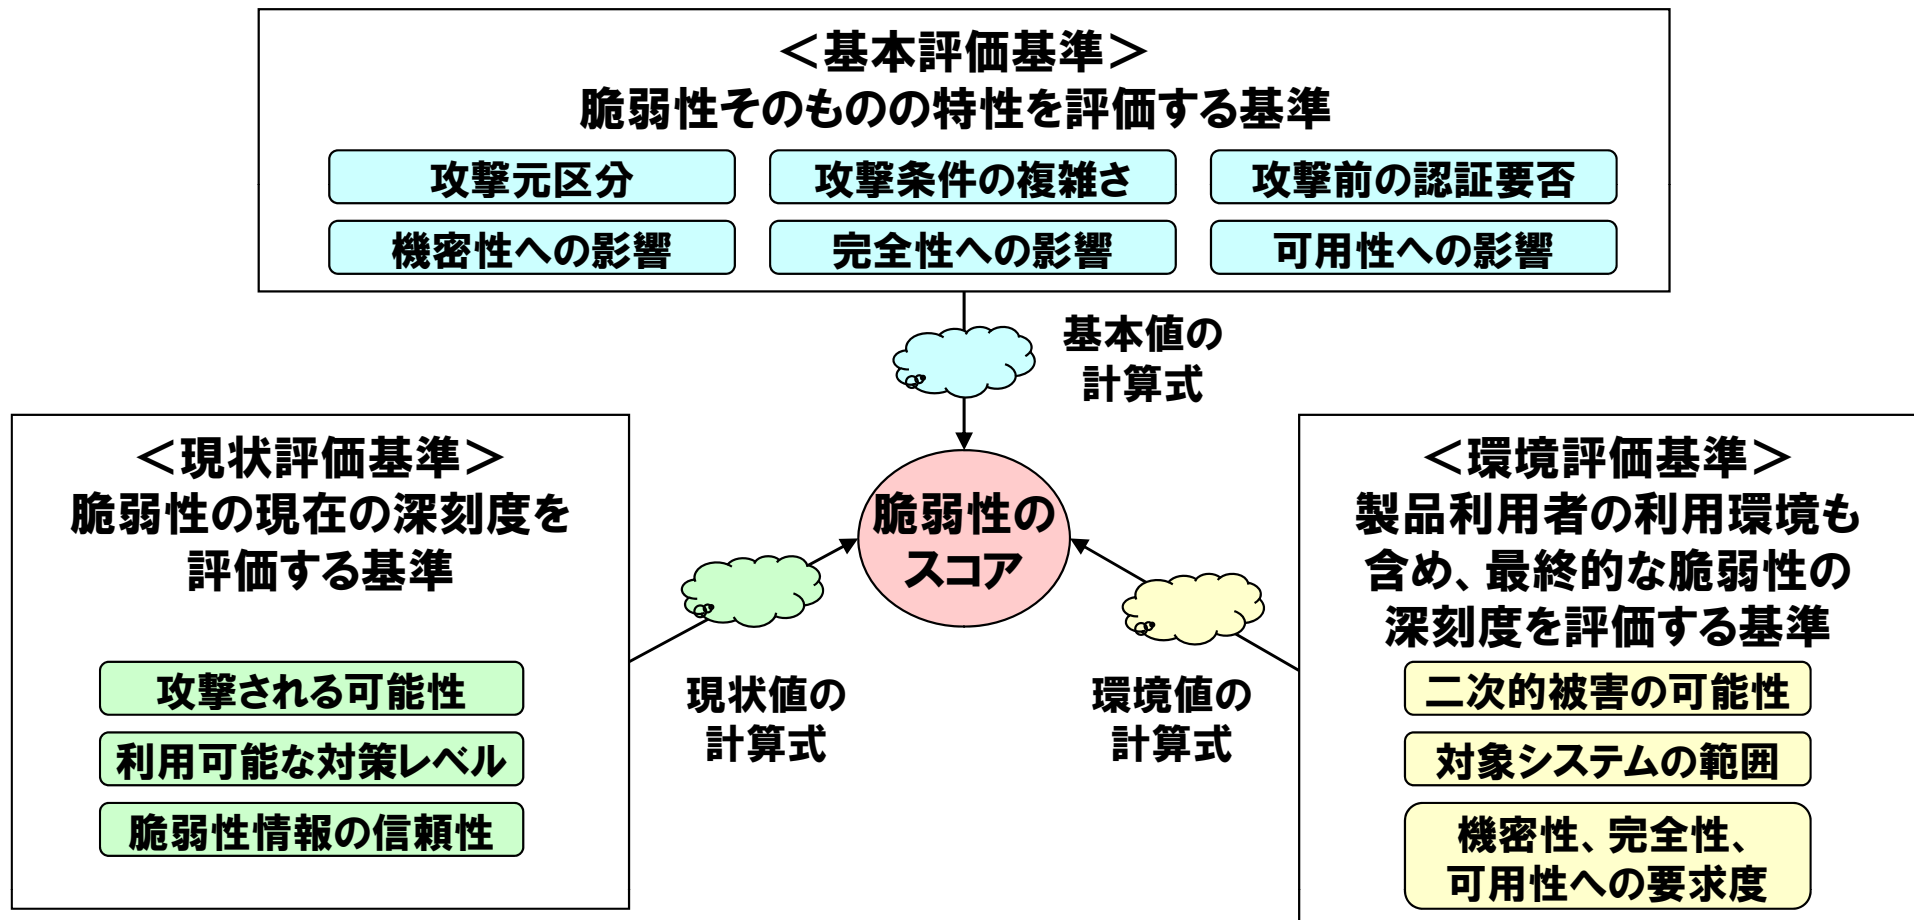 <基本評価基準>
脆弱性そのものの特性を評価する基準
攻撃元区分
攻撃条件の複雑さ
攻撃前の認証要否
機密性への影響
完全性への影響
可用性への影響
基本値の
計算式
<現状評価基準>
脆弱性の現在の深刻度を
評価する基準
攻撃される可能性
利用可能な対策レベル
脆弱性情報の信頼性
現状値の
計算式
脆弱性の
スコア
環境値の
計算式
<環境評価基準>
製品利用者の利用環境も
含め、最終的な脆弱性の
深刻度を評価する基準
二次的被害の可能性
対象システムの範囲
機密性、完全性、
可用性への要求度